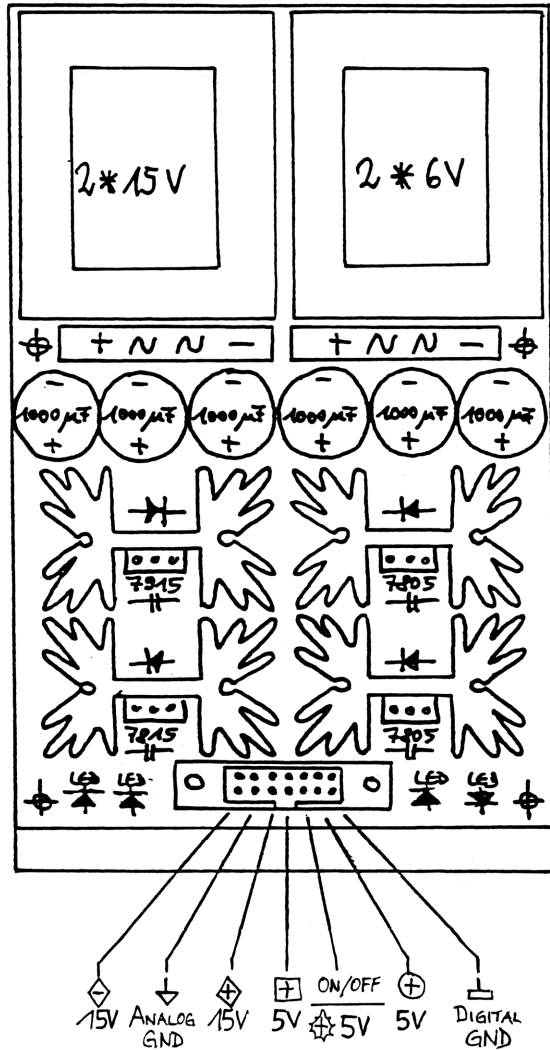 2*15V
2*6V
+ ~ ~ −
+ ~ ~ −
− − − − − −
1000µF 1000µF 1000µF 1000µF 1000µF 1000µF
+ + + + + +
7915
7805
7815
7805
LED LED
LED LED
− + + ON/OFF +
15V ANALOG GND 15V 5V + 5V 5V DIGITAL GND